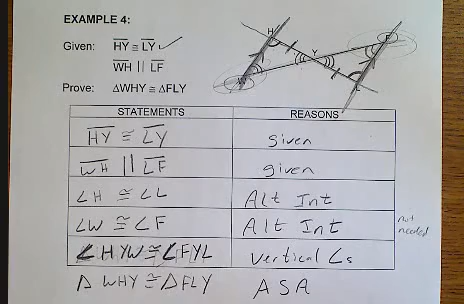 EXAMPLE 4:
Given: HY ≅ LY ✓
WH || LF
Prove: ΔWHY ≅ ΔFLY
H
F
Y
W
STATEMENTS REASONS
HY ≅ LY given
WH || LF given
∠H ≅ ∠L Alt Int
∠W ≅ ∠F Alt Int not needed
∠HYW ≅ ∠FYL Vertical ∠s
Δ WHY ≅ Δ FLY ASA